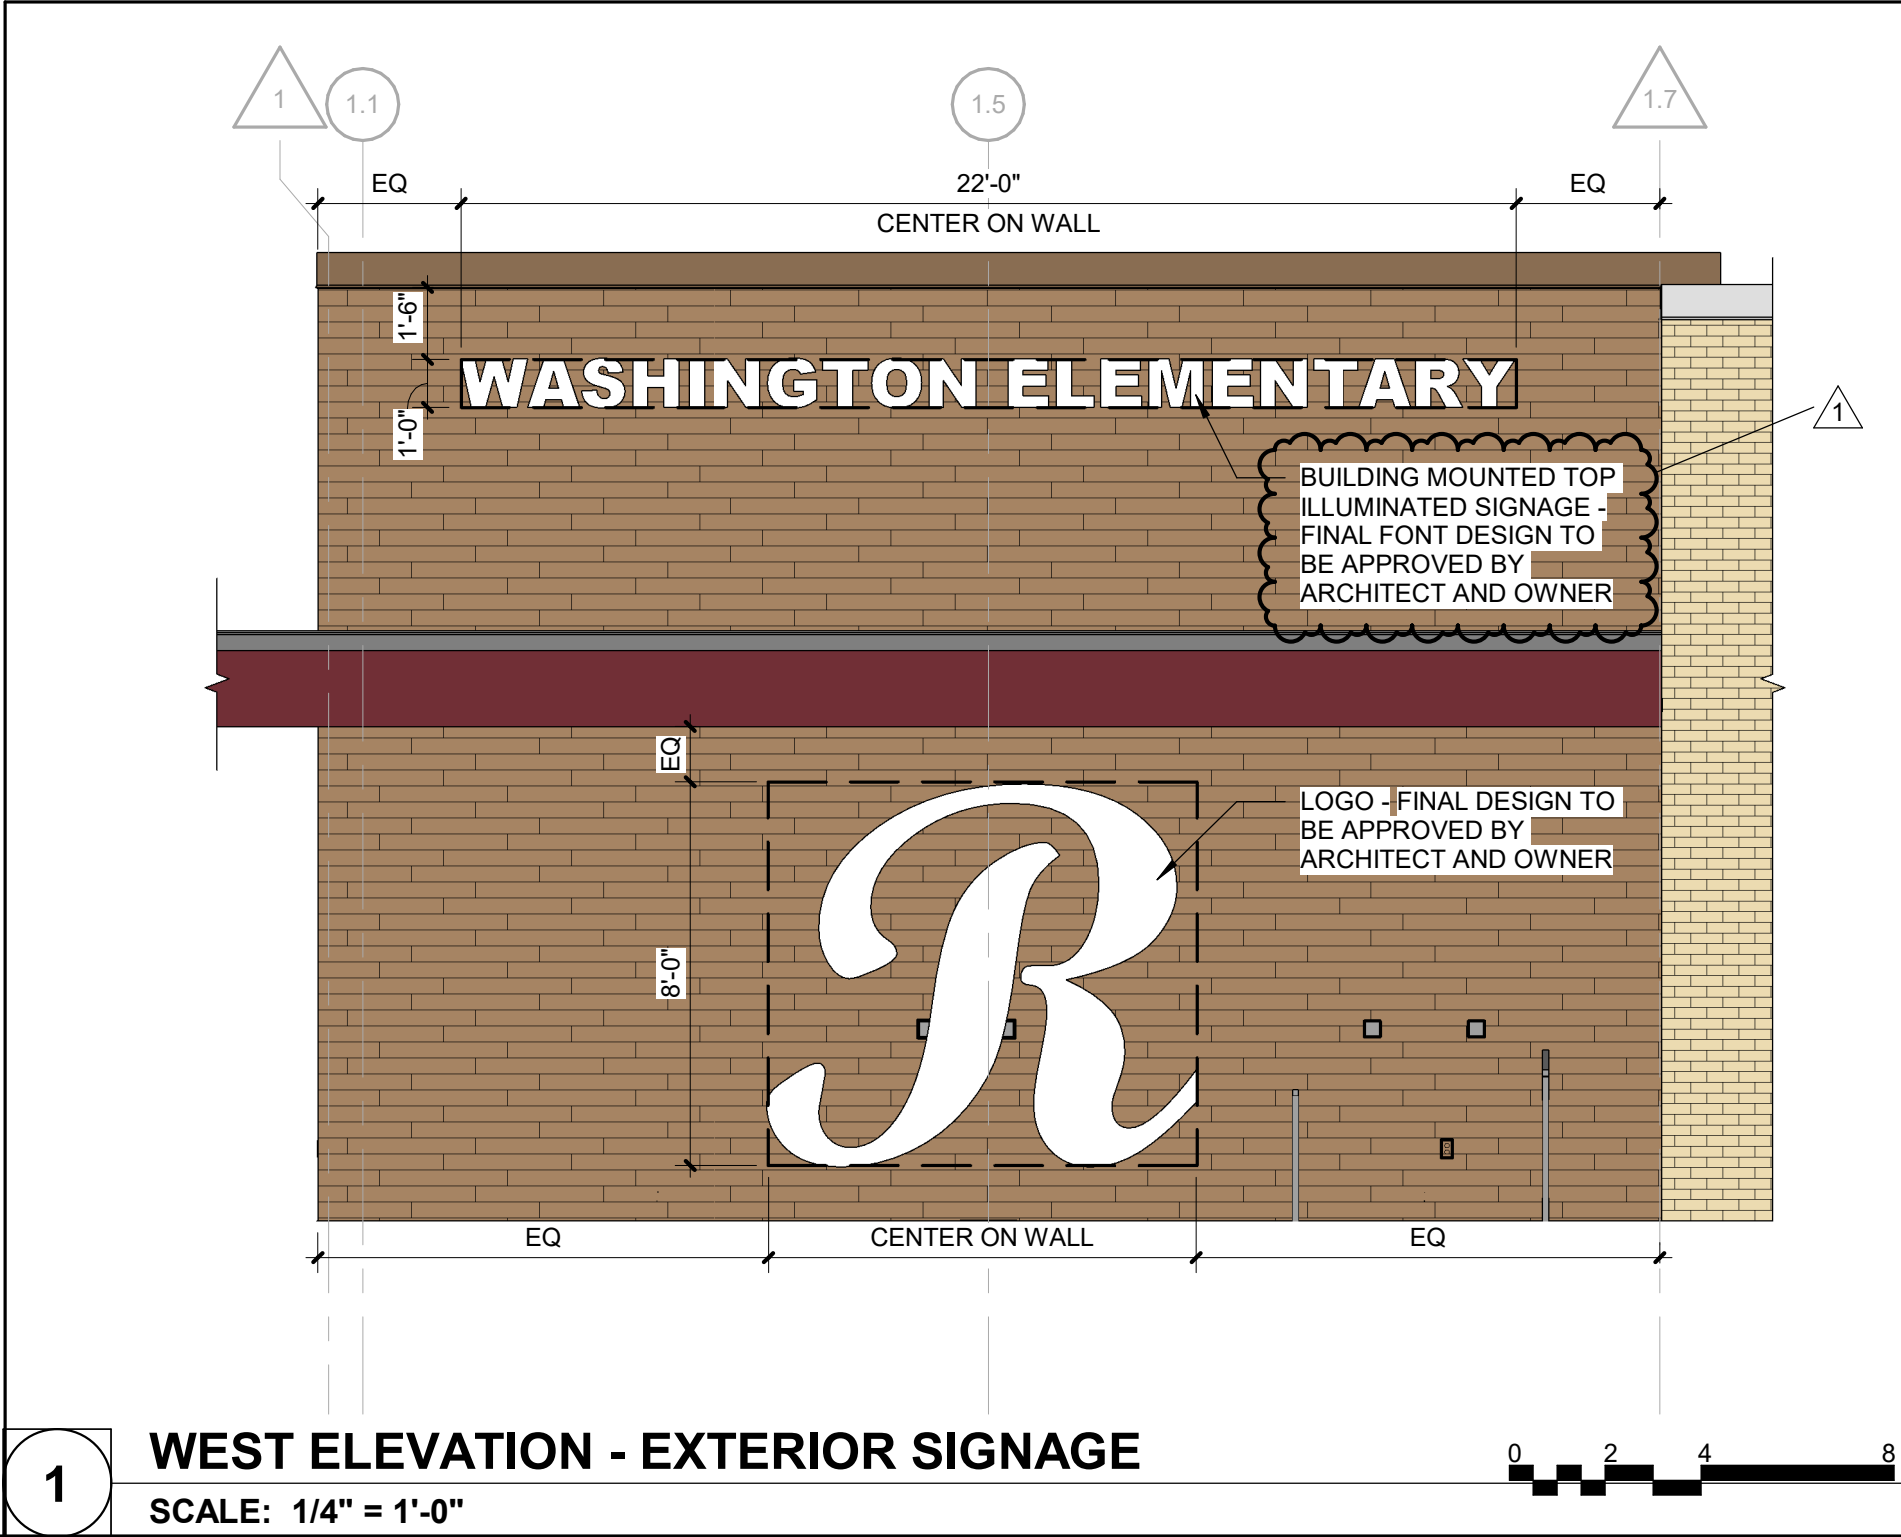 1
1.1
1.5
1.7
EQ
22'-0"
EQ
CENTER ON WALL
1'-6"
WASHINGTON ELEMENTARY
1'-0"
1
BUILDING MOUNTED TOP
ILLUMINATED SIGNAGE -
FINAL FONT DESIGN TO
BE APPROVED BY
ARCHITECT AND OWNER
EQ
LOGO - FINAL DESIGN TO
BE APPROVED BY
ARCHITECT AND OWNER
R
8'-0"
EQ
CENTER ON WALL
EQ
1
WEST ELEVATION - EXTERIOR SIGNAGE
SCALE: 1/4" = 1'-0"
0 2 4 8